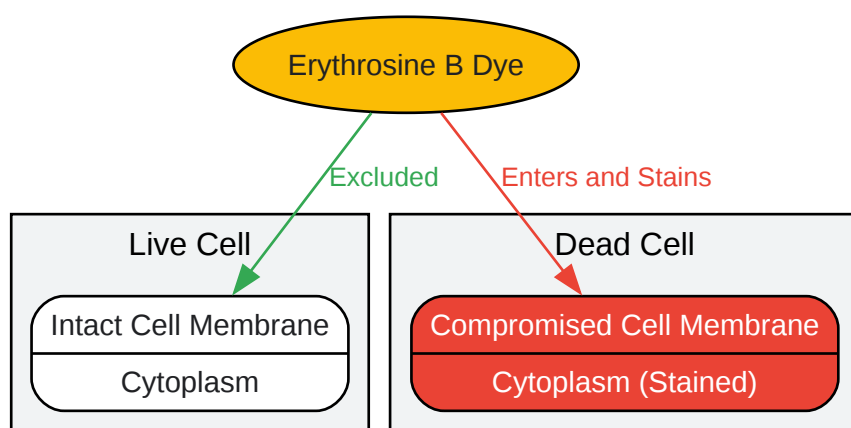 Erythrosine B Dye
Excluded
Enters and Stains
Live Cell
Dead Cell
Intact Cell Membrane
Cytoplasm
Compromised Cell Membrane
Cytoplasm (Stained)